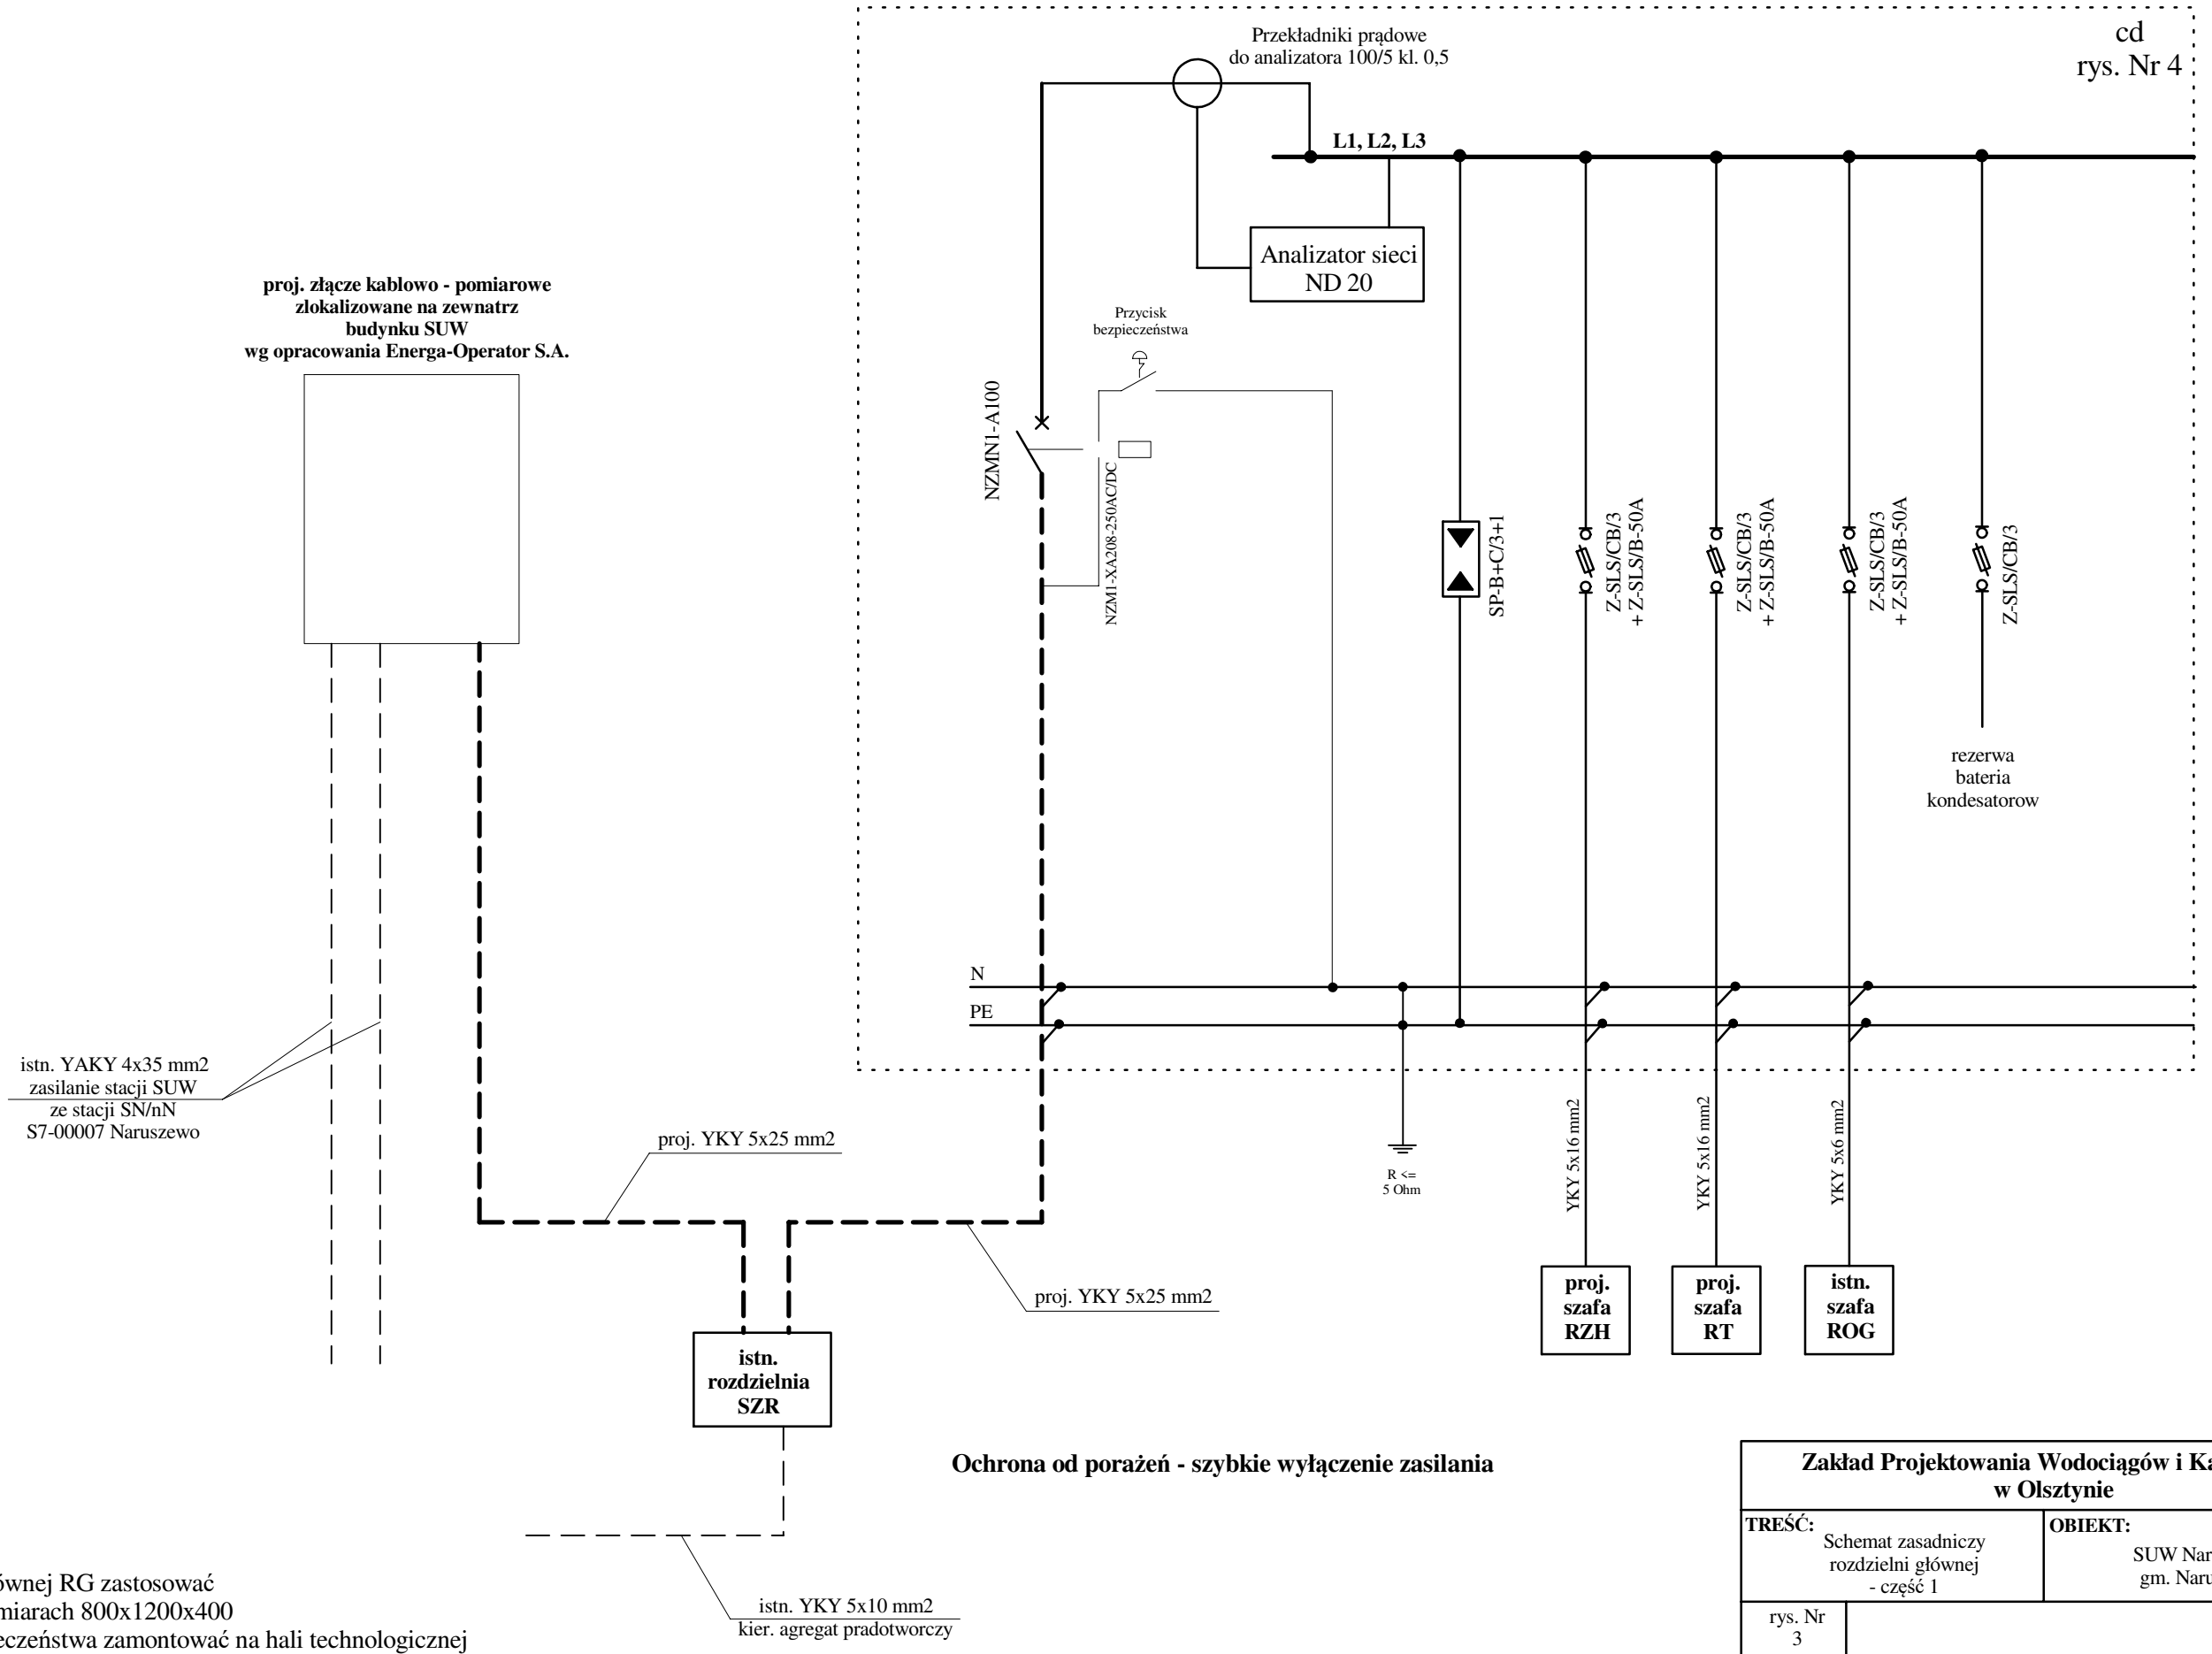 Przekładniki prądowe
do analizatora 100/5 kl. 0,5
cd
rys. Nr 4
L1, L2, L3
Analizator sieci
ND 20
proj. złącze kablowo - pomiarowe
zlokalizowane na zewnatrz
budynku SUW
wg opracowania Energa-Operator S.A.
Przycisk
bezpieczeństwa
NZMN1-A100
NZM1-XA208-250AC/DC
SP-B+C/3+1
Z-SLS/CB/3
+ Z-SLS/B-50A
Z-SLS/CB/3
+ Z-SLS/B-50A
Z-SLS/CB/3
+ Z-SLS/B-50A
Z-SLS/CB/3
rezerwa
bateria
kondesatorow
N
PE
istn. YAKY 4x35 mm2
zasilanie stacji SUW
ze stacji SN/nN
S7-00007 Naruszewo
proj. YKY 5x25 mm2
R <=
5 Ohm
YKY 5x16 mm2
YKY 5x16 mm2
YKY 5x6 mm2
proj. YKY 5x25 mm2
proj.
szafa
RZH
proj.
szafa
RT
istn.
szafa
ROG
istn.
rozdzielnia
SZR
Ochrona od porażeń - szybkie wyłączenie zasilania
Zakład Projektowania Wodociągów i Ka
w Olsztynie
TREŚĆ:
Schemat zasadniczy
rozdzielni głównej
- część 1
OBIEKT:
SUW Nar
gm. Naru
rys. Nr
3
ównej RG zastosować
miarach 800x1200x400
eczeństwa zamontować na hali technologicznej
istn. YKY 5x10 mm2
kier. agregat pradotworczy